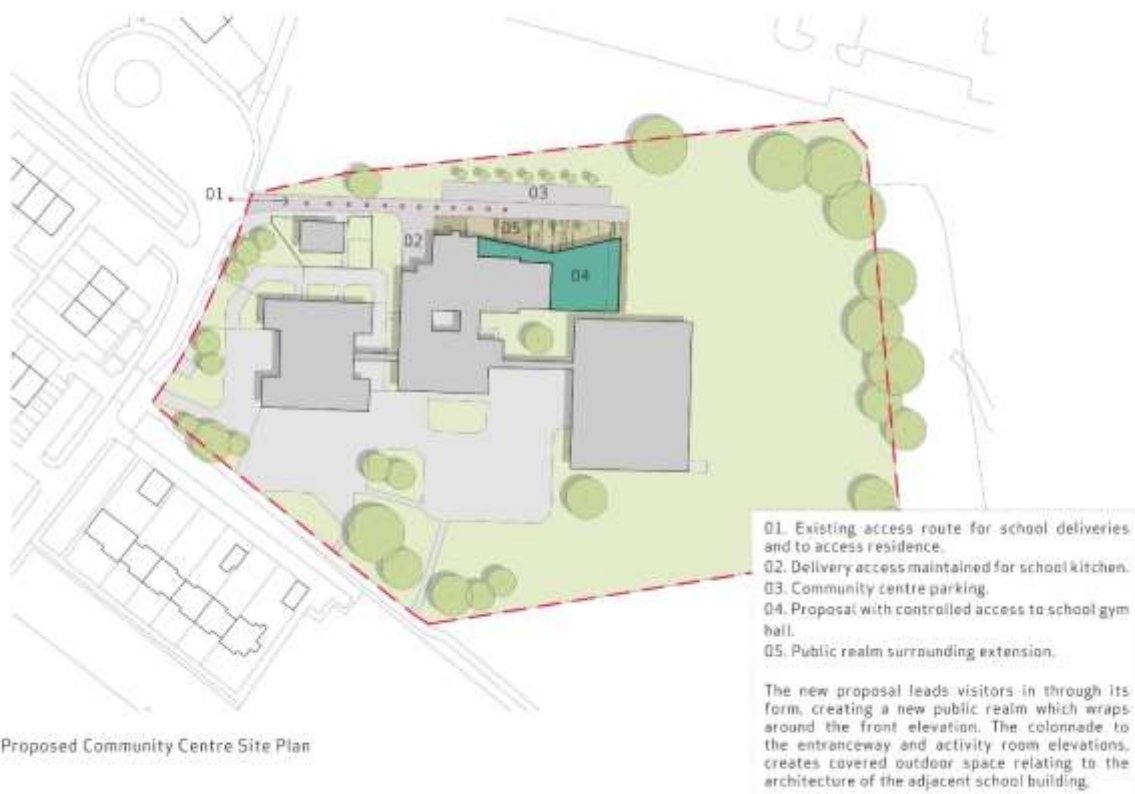 01
03
02
05
04
01. Existing access route for school deliveries
and to access residence.
02. Delivery access maintained for school kitchen.
03. Community centre parking.
04. Proposal with controlled access to school gym
hall.
05. Public realm surrounding extension.
The new proposal leads visitors in through its
form, creating a new public realm which wraps
around the front elevation. The colonnade to
the entranceway and activity room elevations,
creates covered outdoor space relating to the
architecture of the adjacent school building.
Proposed Community Centre Site Plan